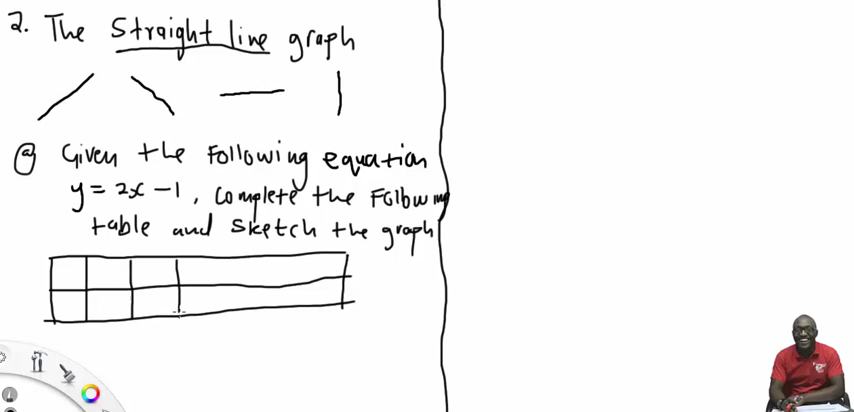 2. The Straight line graph
@ Given the following equation
y = 2x - 1, Complete the Following
table and sketch the graph